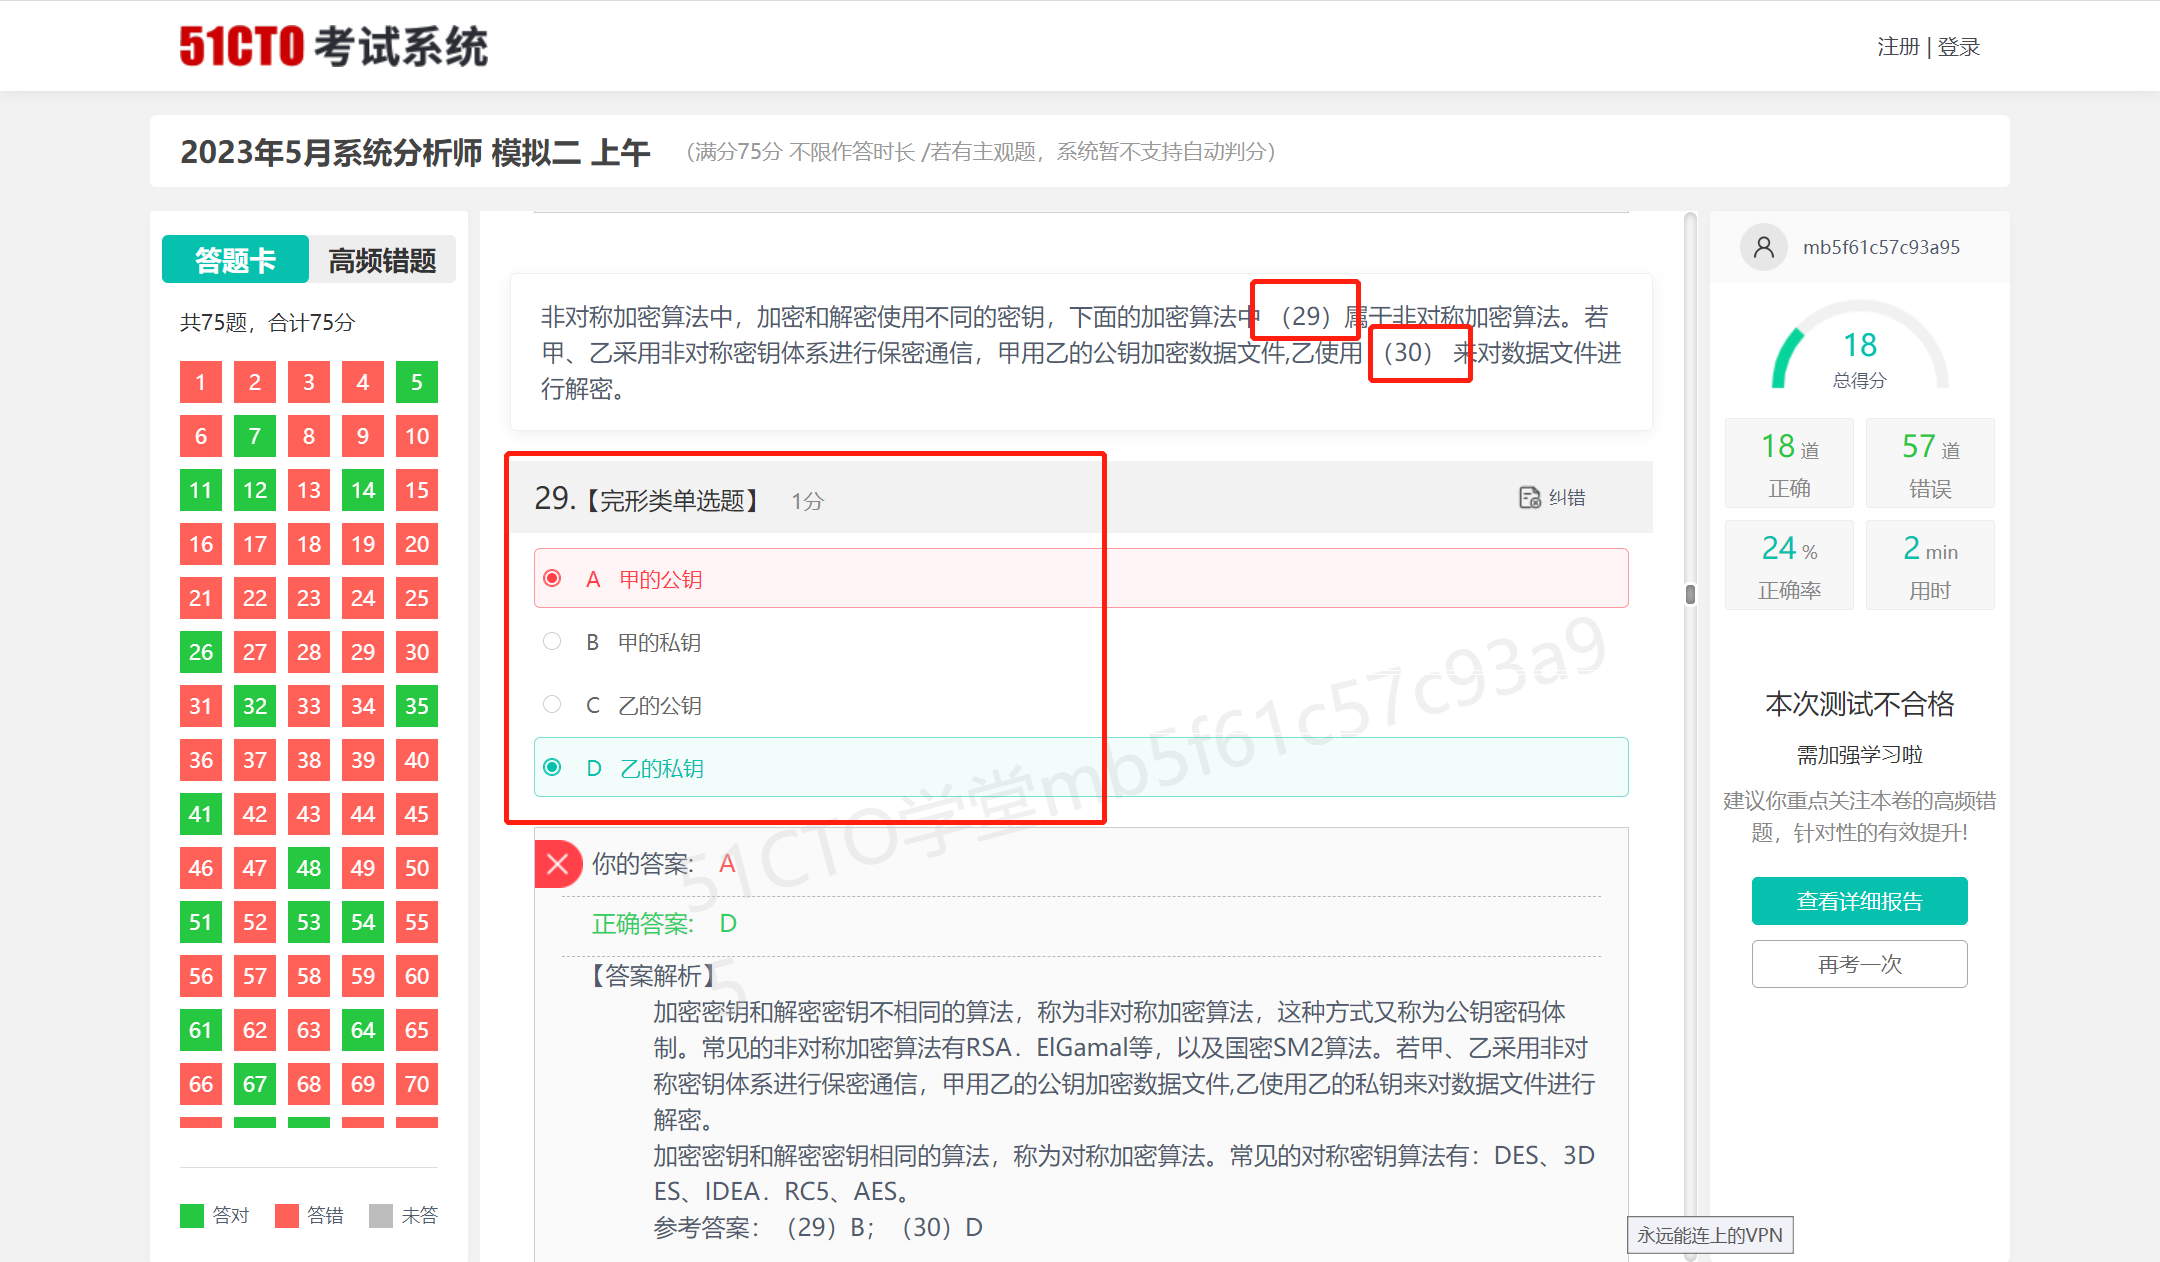 51CTO 考试系统
注册 | 登录
2023年5月系统分析师 模拟二 上午 (满分75分 不限作答时长 /若有主观题，系统暂不支持自动判分)
答题卡 高频错题
共75题，合计75分
1 2 3 4 5
6 7 8 9 10
11 12 13 14 15
16 17 18 19 20
21 22 23 24 25
26 27 28 29 30
31 32 33 34 35
36 37 38 39 40
41 42 43 44 45
46 47 48 49 50
51 52 53 54 55
56 57 58 59 60
61 62 63 64 65
66 67 68 69 70
答对 答错 未答
非对称加密算法中，加密和解密使用不同的密钥，下面的加密算法中（29）属于非对称加密算法。若
甲、乙采用非对称密钥体系进行保密通信，甲用乙的公钥加密数据文件,乙使用（30） 来对数据文件进
行解密。
29.【完形类单选题】 1分
纠错
A 甲的公钥
B 甲的私钥
C 乙的公钥
D 乙的私钥
你的答案: A
正确答案: D
【答案解析】
加密密钥和解密密钥不相同的算法，称为非对称加密算法，这种方式又称为公钥密码体
制。常见的非对称加密算法有RSA．ElGamal等，以及国密SM2算法。若甲、乙采用非对
称密钥体系进行保密通信，甲用乙的公钥加密数据文件,乙使用乙的私钥来对数据文件进行
解密。
加密密钥和解密密钥相同的算法，称为对称加密算法。常见的对称密钥算法有：DES、3D
ES、IDEA．RC5、AES。
参考答案：（29）B；（30）D
51CTO学堂mb5f61c57c93a9
5
mb5f61c57c93a95
18
总得分
18 道
正确
57 道
错误
24 %
正确率
2 min
用时
本次测试不合格
需加强学习啦
建议你重点关注本卷的高频错
题，针对性的有效提升!
查看详细报告
再考一次
永远能连上的VPN